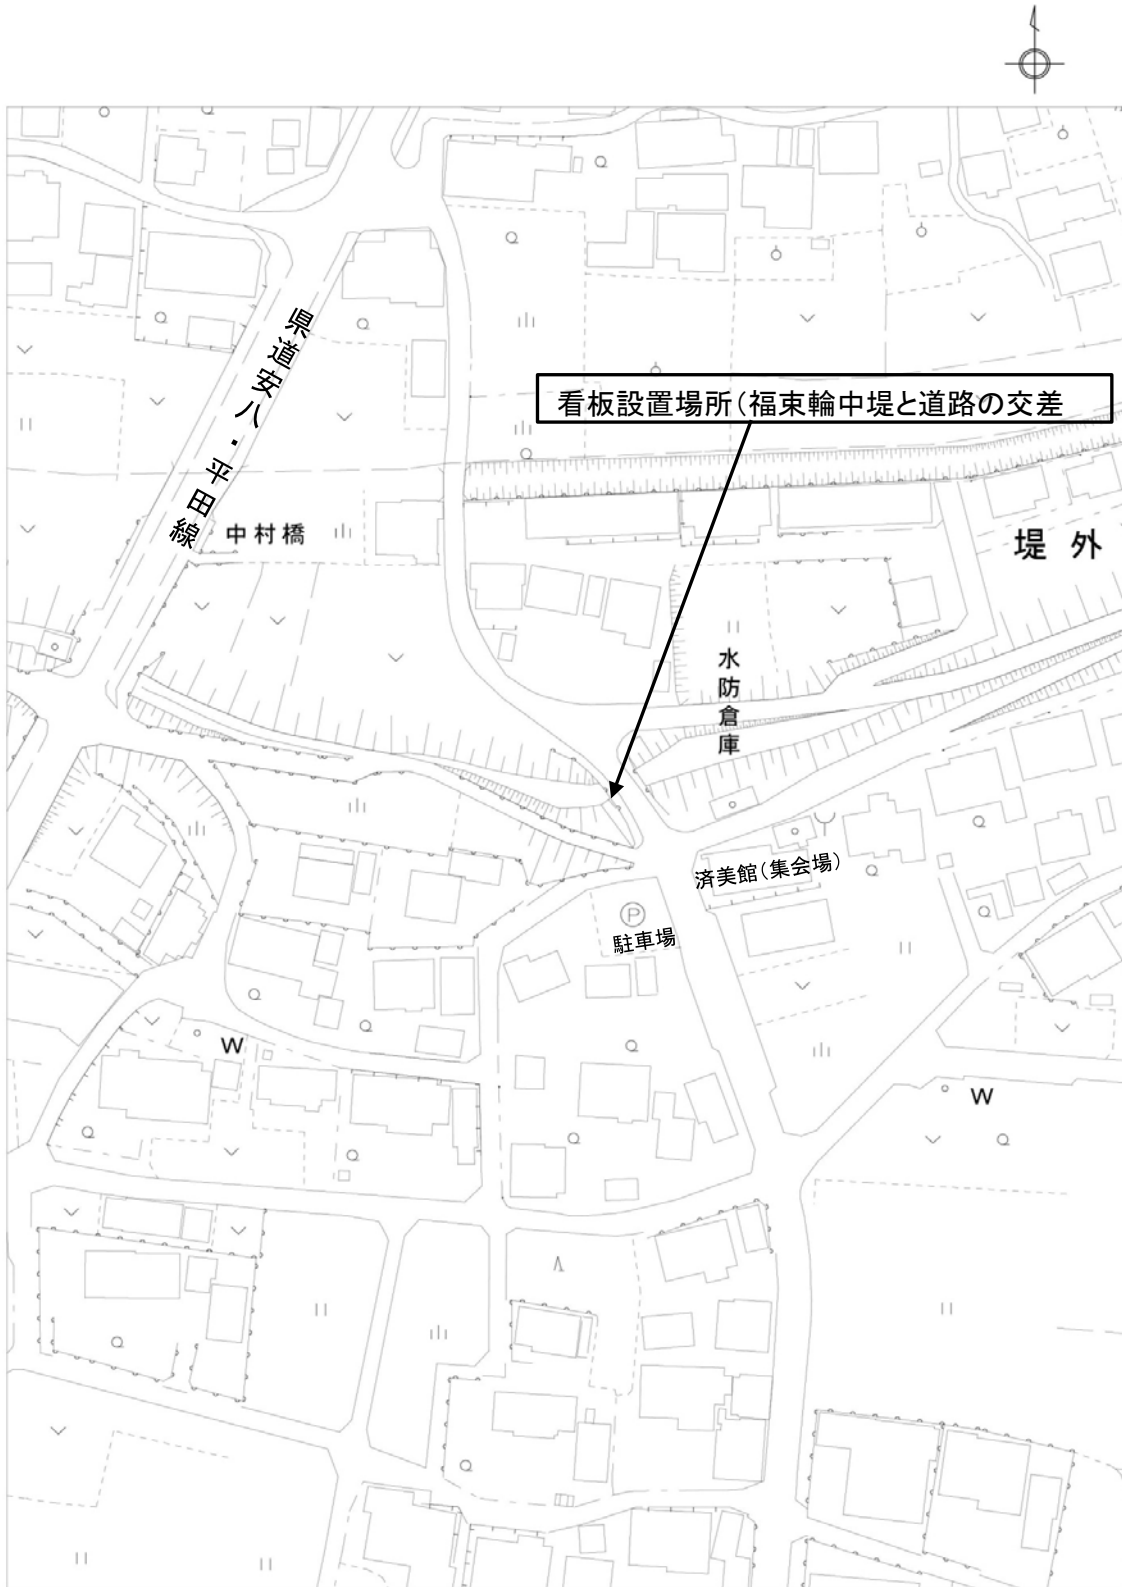 県道安八・平田線
看板設置場所(福束輪中堤と道路の交差
中村橋
堤外
水防倉庫
済美館(集会場)
P
駐車場
W
W